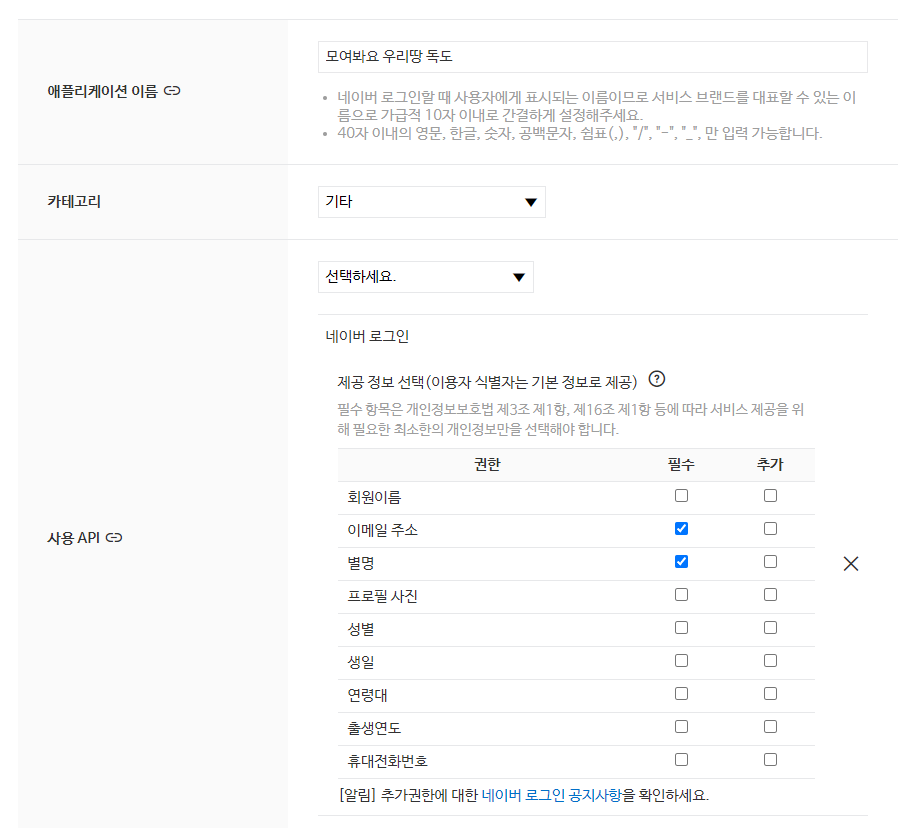 모여봐요 우리땅 독도
애플리케이션 이름
• 네이버 로그인할 때 사용자에게 표시되는 이름이므로 서비스 브랜드를 대표할 수 있는 이
름으로 가급적 10자 이내로 간결하게 설정해주세요.
• 40자 이내의 영문, 한글, 숫자, 공백문자, 쉼표(,), "/", "-", "_", 만 입력 가능합니다.
카테고리
기타
선택하세요.
네이버 로그인
제공 정보 선택(이용자 식별자는 기본 정보로 제공)
필수 항목은 개인정보보호법 제3조 제1항, 제16조 제1항 등에 따라 서비스 제공을 위
해 필요한 최소한의 개인정보만을 선택해야 합니다.
권한 필수 추가
회원이름
이메일 주소
사용 API
별명
프로필 사진
성별
생일
연령대
출생연도
휴대전화번호
[알림] 추가권한에 대한 네이버 로그인 공지사항을 확인하세요.